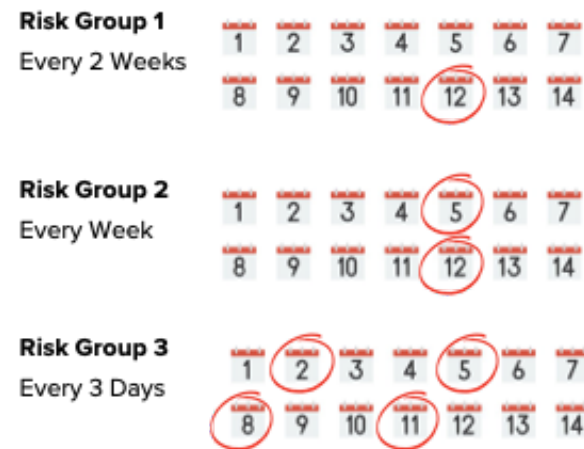 Risk Group 1
Every 2 Weeks
1 2 3 4 5 6 7
8 9 10 11 12 13 14
Risk Group 2
Every Week
1 2 3 4 5 6 7
8 9 10 11 12 13 14
Risk Group 3
Every 3 Days
1 2 3 4 5 6 7
8 9 10 11 12 13 14